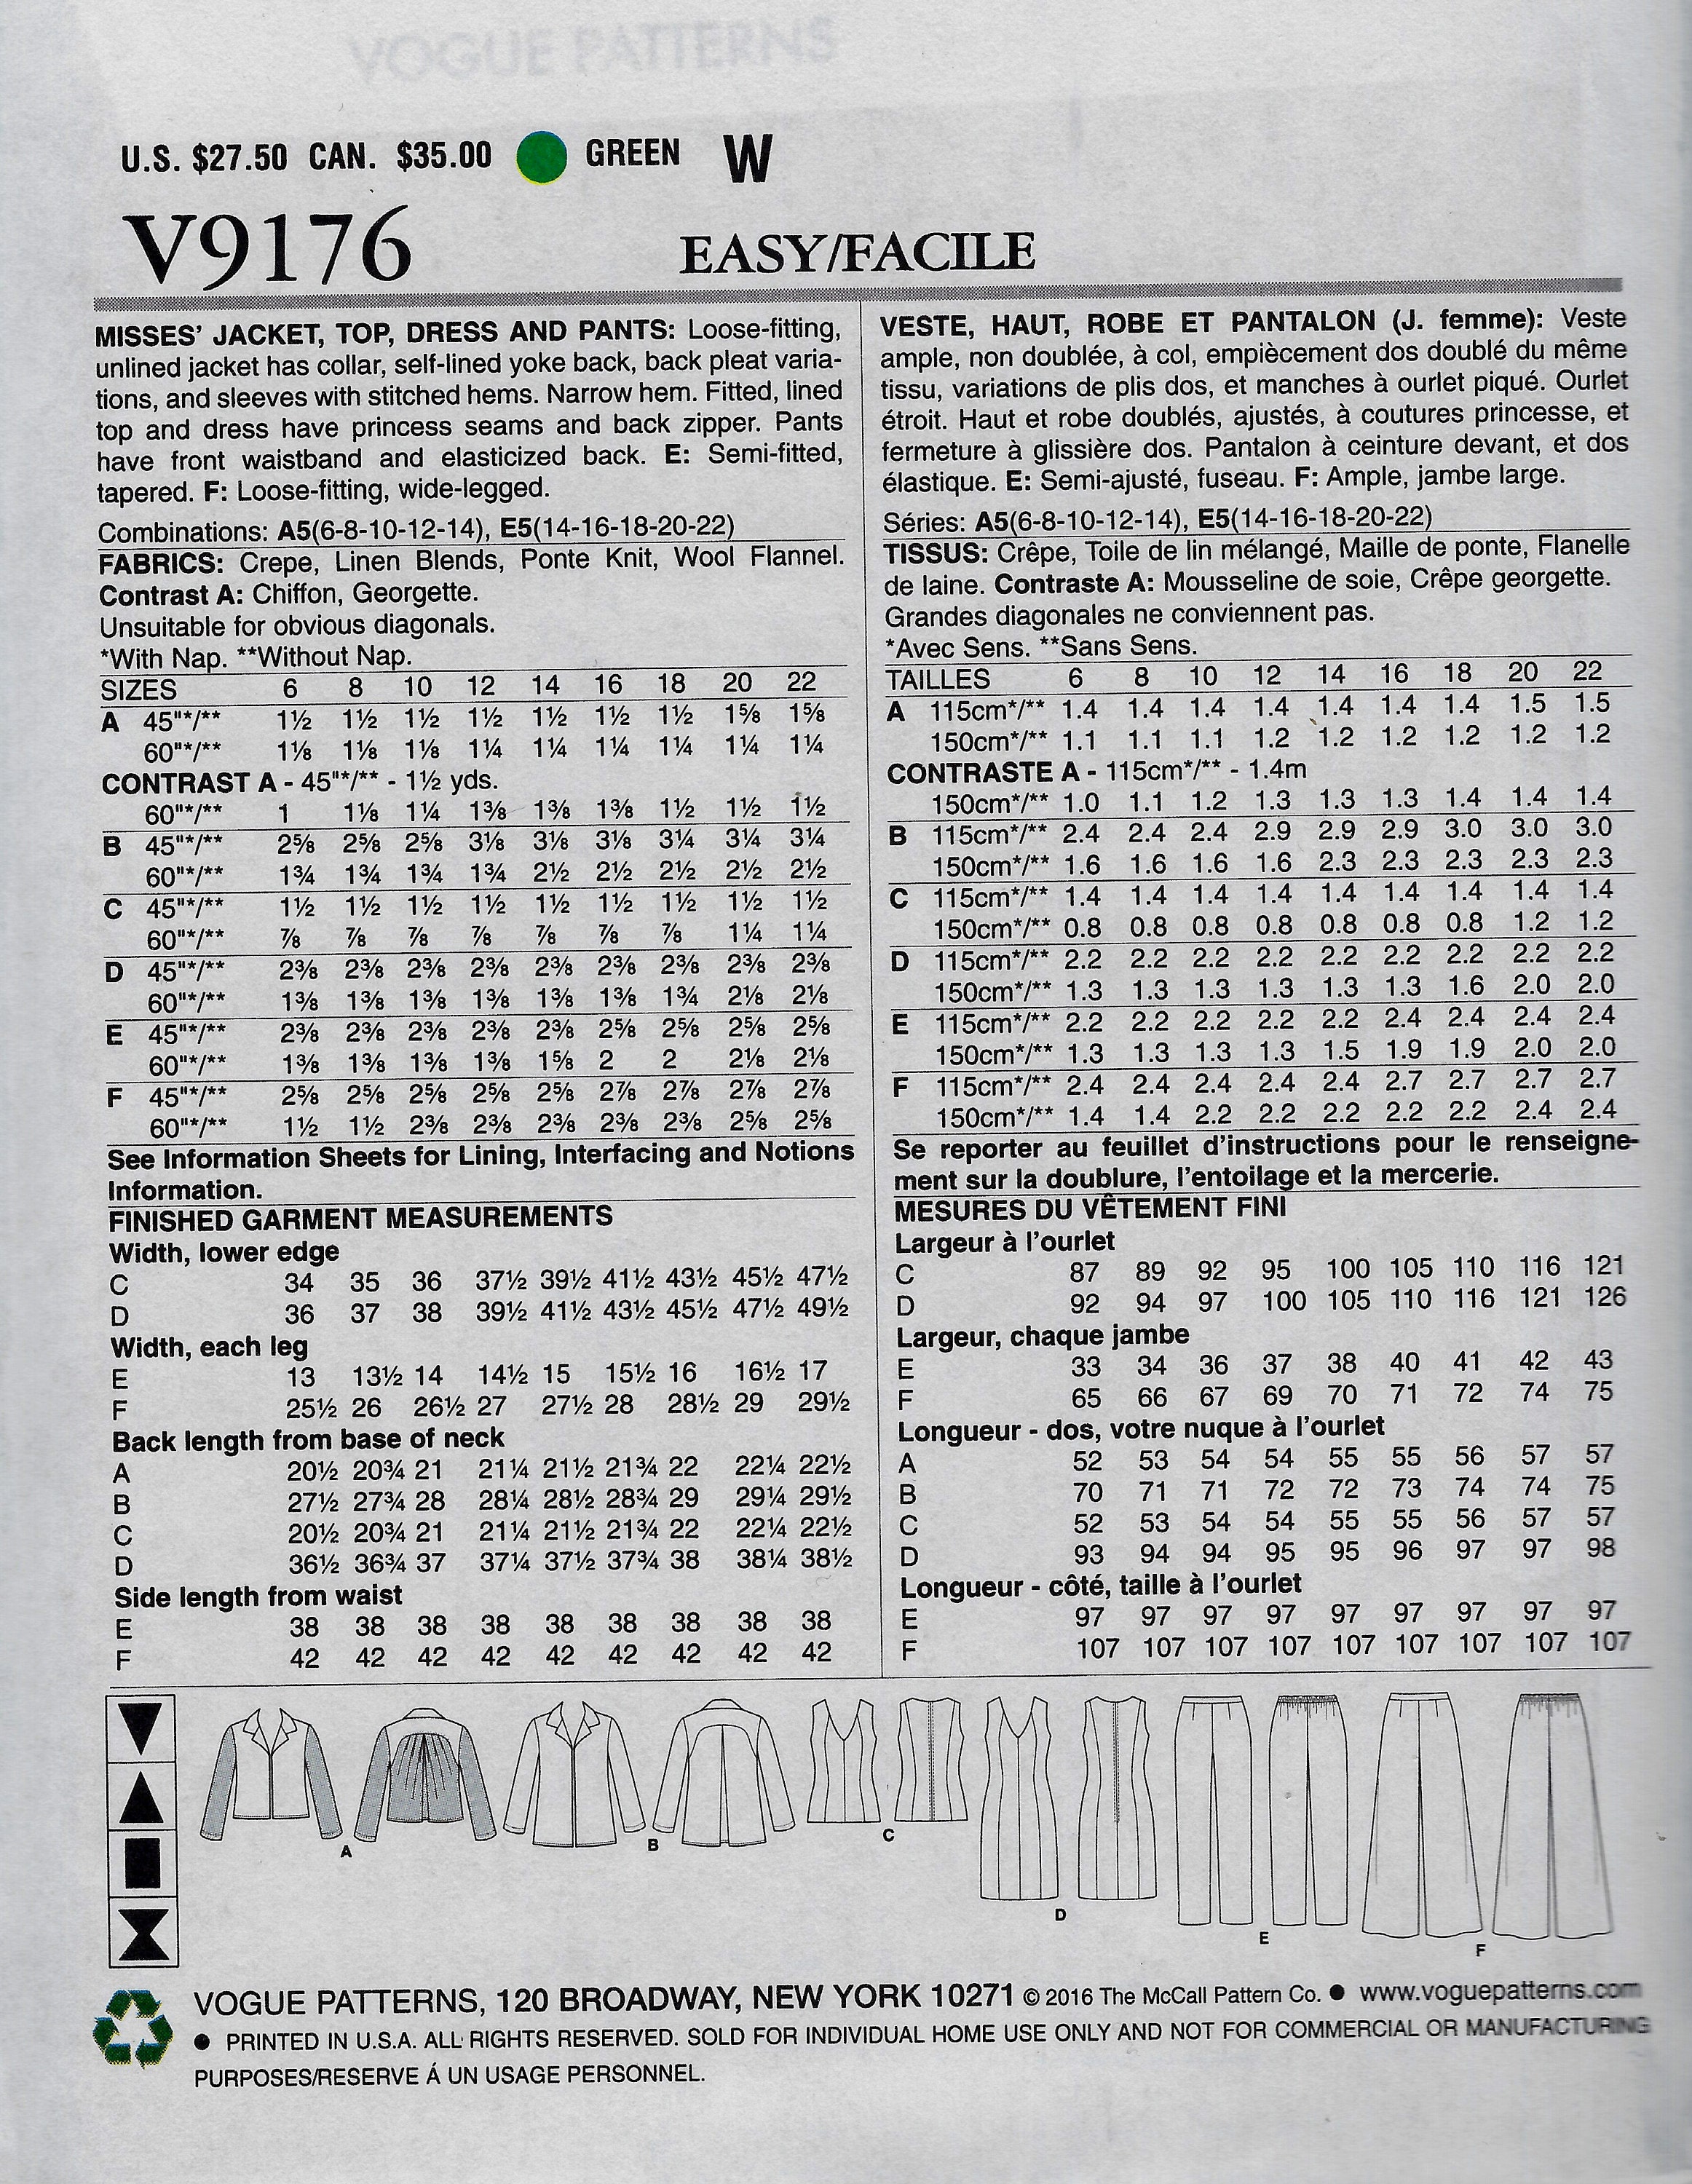 VOGUE PATTERNS
U.S. $27.50 CAN. $35.00 GREEN W
V9176 EASY/FACILE
MISSES' JACKET, TOP, DRESS AND PANTS: Loose-fitting,
unlined jacket has collar, self-lined yoke back, back pleat varia-
tions, and sleeves with stitched hems. Narrow hem. Fitted, lined
top and dress have princess seams and back zipper. Pants
have front waistband and elasticized back. E: Semi-fitted,
tapered. F: Loose-fitting, wide-legged.
Combinations: A5(6-8-10-12-14), E5(14-16-18-20-22)
FABRICS: Crepe, Linen Blends, Ponte Knit, Wool Flannel.
Contrast A: Chiffon, Georgette.
Unsuitable for obvious diagonals.
*With Nap. **Without Nap.
SIZES 6 8 10 12 14 16 18 20 22
A 45"*/** 1½ 1½ 1½ 1½ 1½ 1½ 1½ 1⅝ 1⅝
60"*/** 1⅛ 1⅛ 1⅛ 1¼ 1¼ 1¼ 1¼ 1¼ 1¼
CONTRAST A - 45"*/** - 1½ yds.
60"*/** 1 1⅛ 1¼ 1⅜ 1⅜ 1⅜ 1½ 1½ 1½
B 45"*/** 2⅝ 2⅝ 2⅝ 3⅛ 3⅛ 3⅛ 3¼ 3¼ 3¼
60"*/** 1¾ 1¾ 1¾ 1¾ 2½ 2½ 2½ 2½ 2½
C 45"*/** 1½ 1½ 1½ 1½ 1½ 1½ 1½ 1½ 1½
60"*/** ⅞ ⅞ ⅞ ⅞ ⅞ ⅞ ⅞ 1¼ 1¼
D 45"*/** 2⅜ 2⅜ 2⅜ 2⅜ 2⅜ 2⅜ 2⅜ 2⅜ 2⅜
60"*/** 1⅜ 1⅜ 1⅜ 1⅜ 1⅜ 1⅜ 1¾ 2⅛ 2⅛
E 45"*/** 2⅜ 2⅜ 2⅜ 2⅜ 2⅜ 2⅝ 2⅝ 2⅝ 2⅝
60"*/** 1⅜ 1⅜ 1⅜ 1⅜ 1⅝ 2 2 2⅛ 2⅛
F 45"*/** 2⅝ 2⅝ 2⅝ 2⅝ 2⅝ 2⅞ 2⅞ 2⅞ 2⅞
60"*/** 1½ 1½ 2⅜ 2⅜ 2⅜ 2⅜ 2⅜ 2⅝ 2⅝
See Information Sheets for Lining, Interfacing and Notions
Information.
FINISHED GARMENT MEASUREMENTS
Width, lower edge
C 34 35 36 37½ 39½ 41½ 43½ 45½ 47½
D 36 37 38 39½ 41½ 43½ 45½ 47½ 49½
Width, each leg
E 13 13½ 14 14½ 15 15½ 16 16½ 17
F 25½ 26 26½ 27 27½ 28 28½ 29 29½
Back length from base of neck
A 20½ 20¾ 21 21¼ 21½ 21¾ 22 22¼ 22½
B 27½ 27¾ 28 28¼ 28½ 28¾ 29 29¼ 29½
C 20½ 20¾ 21 21¼ 21½ 21¾ 22 22¼ 22½
D 36½ 36¾ 37 37¼ 37½ 37¾ 38 38¼ 38½
Side length from waist
E 38 38 38 38 38 38 38 38 38
F 42 42 42 42 42 42 42 42 42
VESTE, HAUT, ROBE ET PANTALON (J. femme): Veste
ample, non doublée, à col, empiècement dos doublé du même
tissu, variations de plis dos, et manches à ourlet piqué. Ourlet
étroit. Haut et robe doublés, ajustés, à coutures princesse, et
fermeture à glissière dos. Pantalon à ceinture devant, et dos
élastique. E: Semi-ajusté, fuseau. F: Ample, jambe large.
Séries: A5(6-8-10-12-14), E5(14-16-18-20-22)
TISSUS: Crêpe, Toile de lin mélangé, Maille de ponte, Flanelle
de laine. Contraste A: Mousseline de soie, Crêpe georgette.
Grandes diagonales ne conviennent pas.
*Avec Sens. **Sans Sens.
TAILLES 6 8 10 12 14 16 18 20 22
A 115cm*/** 1.4 1.4 1.4 1.4 1.4 1.4 1.4 1.5 1.5
150cm*/** 1.1 1.1 1.1 1.2 1.2 1.2 1.2 1.2 1.2
CONTRASTE A - 115cm*/** - 1.4m
150cm*/** 1.0 1.1 1.2 1.3 1.3 1.3 1.4 1.4 1.4
B 115cm*/** 2.4 2.4 2.4 2.9 2.9 2.9 3.0 3.0 3.0
150cm*/** 1.6 1.6 1.6 1.6 2.3 2.3 2.3 2.3 2.3
C 115cm*/** 1.4 1.4 1.4 1.4 1.4 1.4 1.4 1.4 1.4
150cm*/** 0.8 0.8 0.8 0.8 0.8 0.8 0.8 1.2 1.2
D 115cm*/** 2.2 2.2 2.2 2.2 2.2 2.2 2.2 2.2 2.2
150cm*/** 1.3 1.3 1.3 1.3 1.3 1.3 1.6 2.0 2.0
E 115cm*/** 2.2 2.2 2.2 2.2 2.2 2.4 2.4 2.4 2.4
150cm*/** 1.3 1.3 1.3 1.3 1.5 1.9 1.9 2.0 2.0
F 115cm*/** 2.4 2.4 2.4 2.4 2.4 2.7 2.7 2.7 2.7
150cm*/** 1.4 1.4 2.2 2.2 2.2 2.2 2.2 2.4 2.4
Se reporter au feuillet d'instructions pour le renseigne-
ment sur la doublure, l'entoilage et la mercerie.
MESURES DU VÊTEMENT FINI
Largeur à l'ourlet
C 87 89 92 95 100 105 110 116 121
D 92 94 97 100 105 110 116 121 126
Largeur, chaque jambe
E 33 34 36 37 38 40 41 42 43
F 65 66 67 69 70 71 72 74 75
Longueur - dos, votre nuque à l'ourlet
A 52 53 54 54 55 55 56 57 57
B 70 71 71 72 72 73 74 74 75
C 52 53 54 54 55 55 56 57 57
D 93 94 94 95 95 96 97 97 98
Longueur - côté, taille à l'ourlet
E 97 97 97 97 97 97 97 97 97
F 107 107 107 107 107 107 107 107 107
A B C D E F
VOGUE PATTERNS, 120 BROADWAY, NEW YORK 10271 © 2016 The McCall Pattern Co. ● www.voguepatterns.com
● PRINTED IN U.S.A. ALL RIGHTS RESERVED. SOLD FOR INDIVIDUAL HOME USE ONLY AND NOT FOR COMMERCIAL OR MANUFACTURING
PURPOSES/RESERVE Á UN USAGE PERSONNEL.